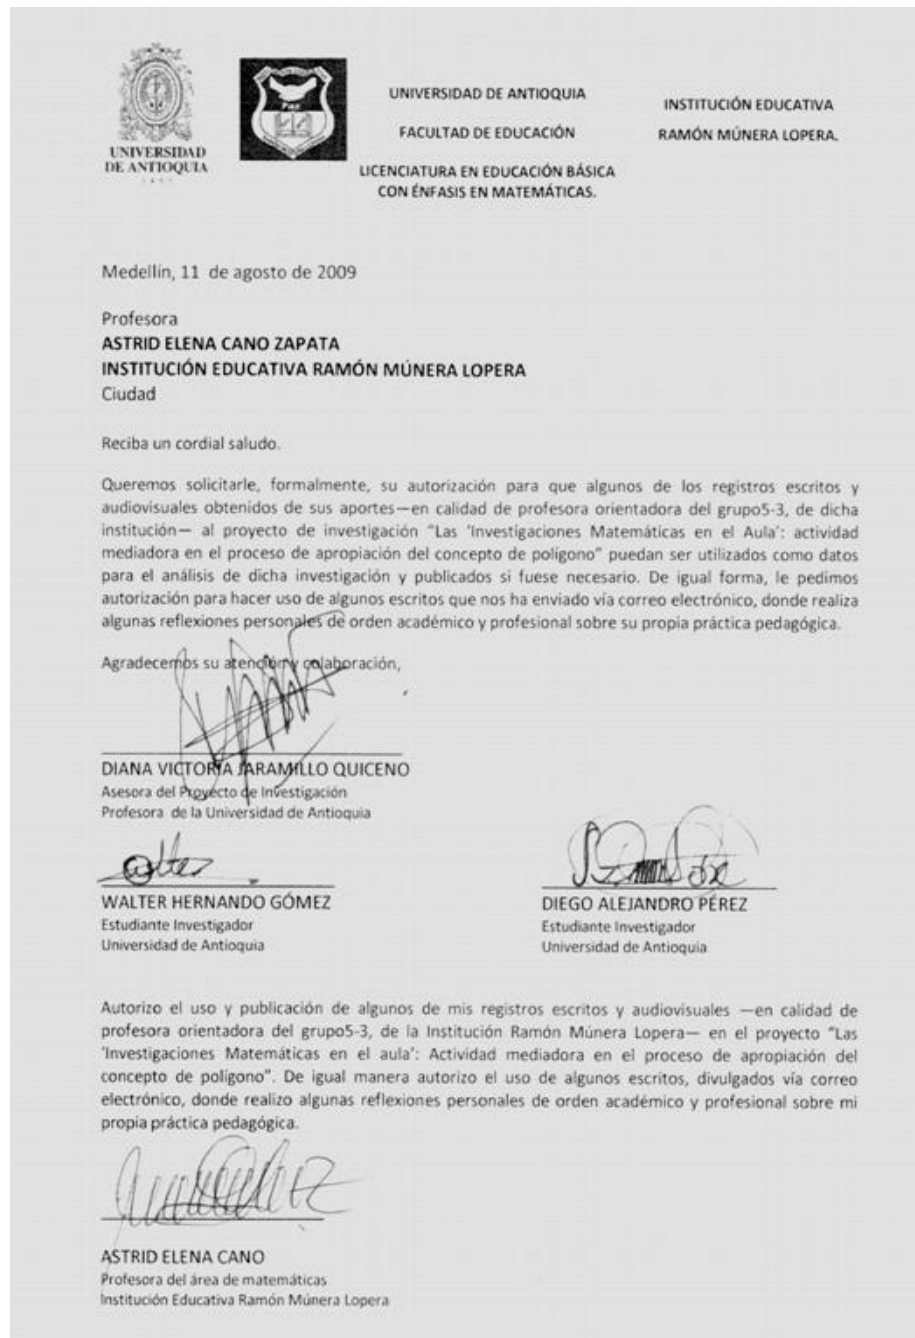 UNIVERSIDAD
DE ANTIOQUIA
1803
PAZ
UNIVERSIDAD DE ANTIOQUIA
FACULTAD DE EDUCACIÓN
LICENCIATURA EN EDUCACIÓN BÁSICA
CON ÉNFASIS EN MATEMÁTICAS.
INSTITUCIÓN EDUCATIVA
RAMÓN MÚNERA LOPERA.
Medellín, 11 de agosto de 2009
Profesora
ASTRID ELENA CANO ZAPATA
INSTITUCIÓN EDUCATIVA RAMÓN MÚNERA LOPERA
Ciudad
Reciba un cordial saludo.
Queremos solicitarle, formalmente, su autorización para que algunos de los registros escritos y
audiovisuales obtenidos de sus aportes—en calidad de profesora orientadora del grupo5-3, de dicha
institución— al proyecto de investigación "Las 'Investigaciones Matemáticas en el Aula': actividad
mediadora en el proceso de apropiación del concepto de polígono" puedan ser utilizados como datos
para el análisis de dicha investigación y publicados si fuese necesario. De igual forma, le pedimos
autorización para hacer uso de algunos escritos que nos ha enviado vía correo electrónico, donde realiza
algunas reflexiones personales de orden académico y profesional sobre su propia práctica pedagógica.
Agradecemos su atención y colaboración,
DIANA VICTORIA JARAMILLO QUICENO
Asesora del Proyecto de Investigación
Profesora de la Universidad de Antioquia
Walter
WALTER HERNANDO GÓMEZ
Estudiante Investigador
Universidad de Antioquia
DIEGO ALEJANDRO PÉREZ
Estudiante Investigador
Universidad de Antioquia
Autorizo el uso y publicación de algunos de mis registros escritos y audiovisuales —en calidad de
profesora orientadora del grupo5-3, de la Institución Ramón Múnera Lopera— en el proyecto "Las
'Investigaciones Matemáticas en el aula': Actividad mediadora en el proceso de apropiación del
concepto de polígono". De igual manera autorizo el uso de algunos escritos, divulgados vía correo
electrónico, donde realizo algunas reflexiones personales de orden académico y profesional sobre mi
propia práctica pedagógica.
ASTRID ELENA CANO
Profesora del área de matemáticas
Institución Educativa Ramón Múnera Lopera